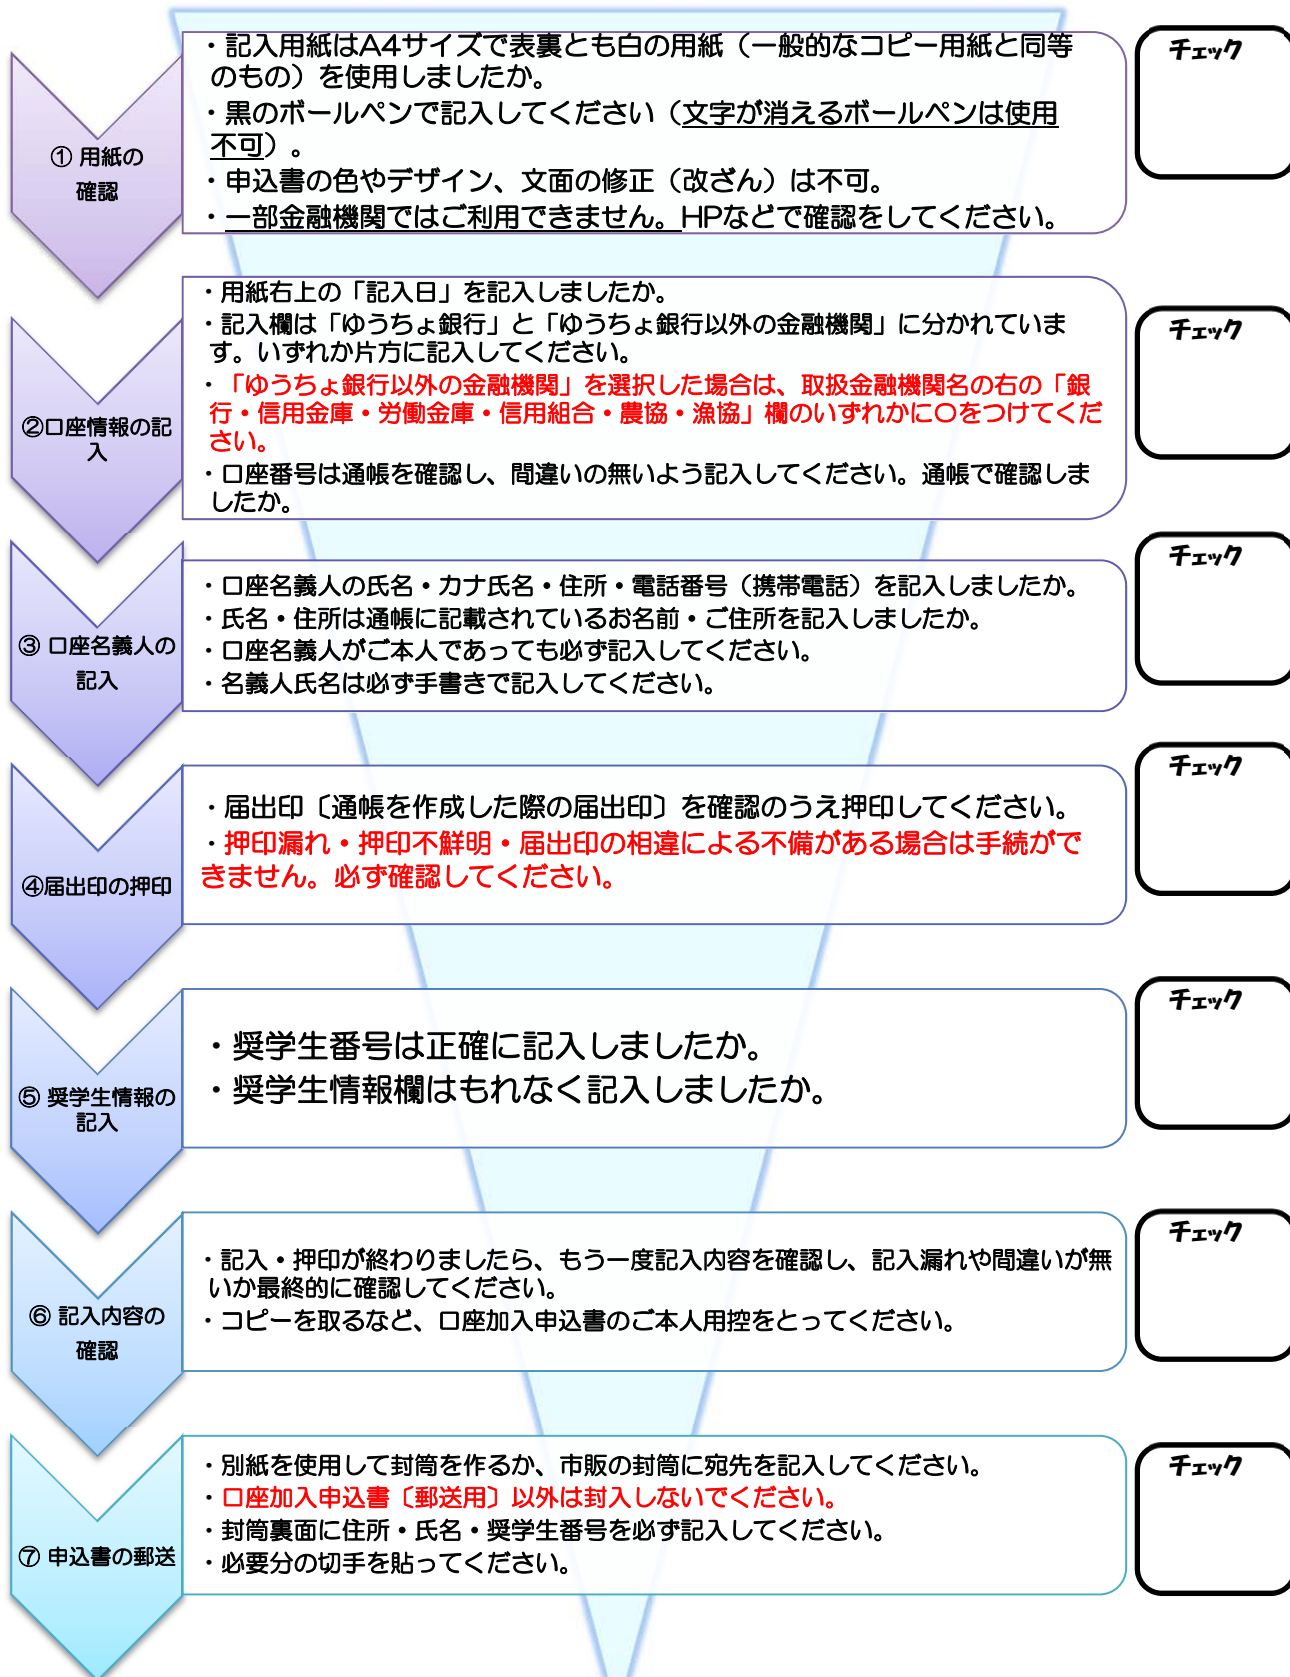 ① 用紙の
確認
・記入用紙はA4サイズで表裏とも白の用紙（一般的なコピー用紙と同等
のもの）を使用しましたか。
・黒のボールペンで記入してください（文字が消えるボールペンは使用
不可）。
・申込書の色やデザイン、文面の修正（改ざん）は不可。
・一部金融機関ではご利用できません。HPなどで確認をしてください。
チェック
②口座情報の記
入
・用紙右上の「記入日」を記入しましたか。
・記入欄は「ゆうちょ銀行」と「ゆうちょ銀行以外の金融機関」に分かれていま
す。いずれか片方に記入してください。
・「ゆうちょ銀行以外の金融機関」を選択した場合は、取扱金融機関名の右の「銀
行・信用金庫・労働金庫・信用組合・農協・漁協」欄のいずれかに〇をつけてくだ
さい。
・口座番号は通帳を確認し、間違いの無いよう記入してください。通帳で確認しま
したか。
チェック
③ 口座名義人の
記入
・口座名義人の氏名・カナ氏名・住所・電話番号（携帯電話）を記入しましたか。
・氏名・住所は通帳に記載されているお名前・ご住所を記入しましたか。
・口座名義人がご本人であっても必ず記入してください。
・名義人氏名は必ず手書きで記入してください。
チェック
④届出印の押印
・届出印〔通帳を作成した際の届出印〕を確認のうえ押印してください。
・押印漏れ・押印不鮮明・届出印の相違による不備がある場合は手続がで
きません。必ず確認してください。
チェック
⑤ 奨学生情報の
記入
・奨学生番号は正確に記入しましたか。
・奨学生情報欄はもれなく記入しましたか。
チェック
⑥ 記入内容の
確認
・記入・押印が終わりましたら、もう一度記入内容を確認し、記入漏れや間違いが無
いか最終的に確認してください。
・コピーを取るなど、口座加入申込書のご本人用控をとってください。
チェック
⑦ 申込書の郵送
・別紙を使用して封筒を作るか、市販の封筒に宛先を記入してください。
・口座加入申込書〔郵送用〕以外は封入しないでください。
・封筒裏面に住所・氏名・奨学生番号を必ず記入してください。
・必要分の切手を貼ってください。
チェック